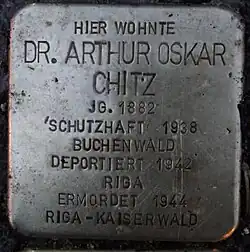 HIER WOHNTE
DR. ARTHUR OSKAR
CHITZ
JG. 1882
'SCHUTZHAFT' 1938
BUCHENWALD
DEPORTIERT 1942
RIGA
ERMORDET 1944
RIGA-KAISERWALD